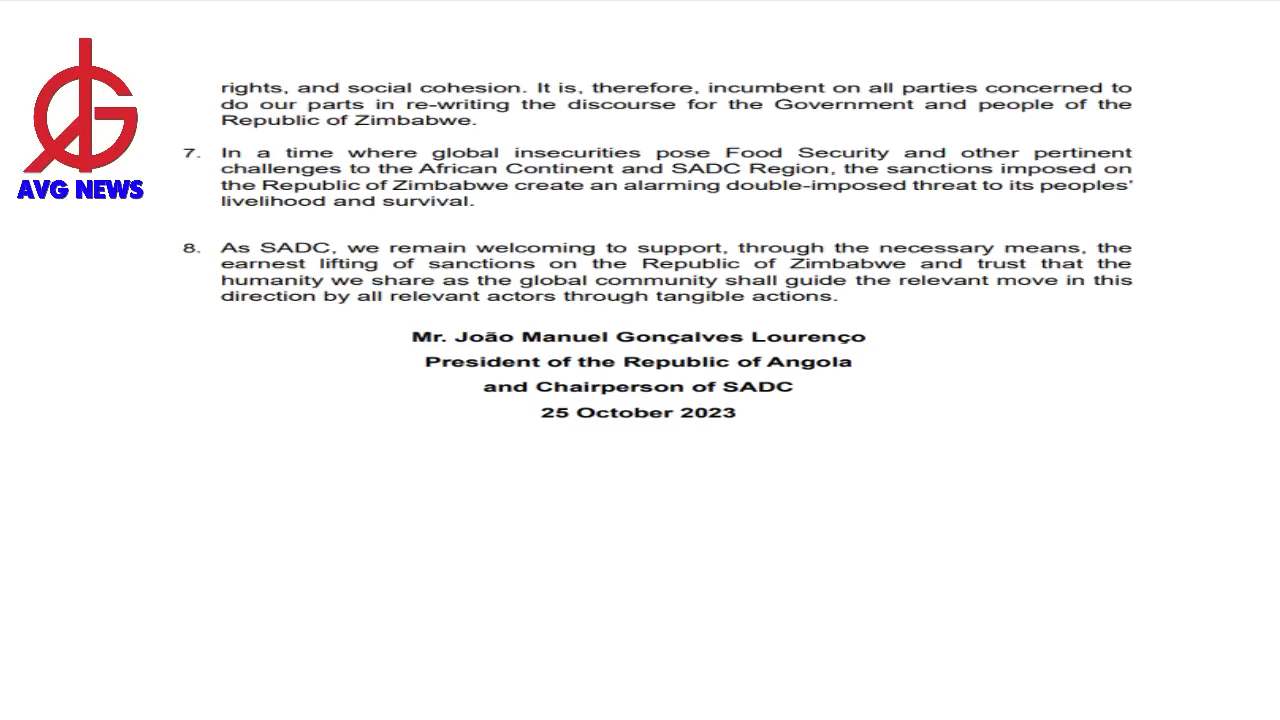 AVG NEWS
rights, and social cohesion. It is, therefore, incumbent on all parties concerned to
do our parts in re-writing the discourse for the Government and people of the
Republic of Zimbabwe.
7. In a time where global insecurities pose Food Security and other pertinent
challenges to the African Continent and SADC Region, the sanctions imposed on
the Republic of Zimbabwe create an alarming double-imposed threat to its peoples'
livelihood and survival.
8. As SADC, we remain welcoming to support, through the necessary means, the
earnest lifting of sanctions on the Republic of Zimbabwe and trust that the
humanity we share as the global community shall guide the relevant move in this
direction by all relevant actors through tangible actions.
Mr. João Manuel Gonçalves Lourenço
President of the Republic of Angola
and Chairperson of SADC
25 October 2023